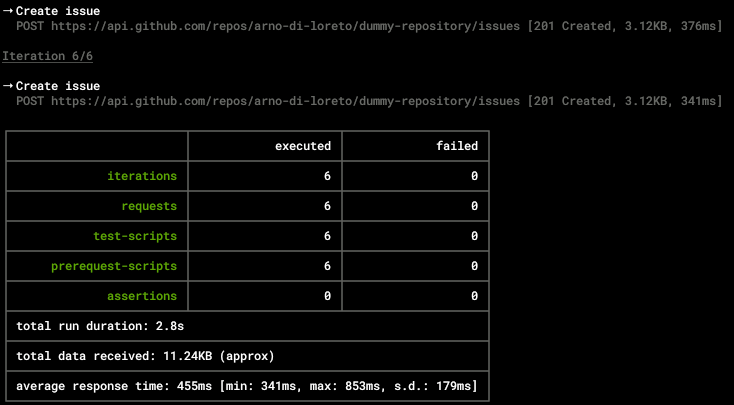 → Create issue
POST https://api.github.com/repos/arno-di-loreto/dummy-repository/issues [201 Created, 3.12KB, 376ms]
Iteration 6/6
→ Create issue
POST https://api.github.com/repos/arno-di-loreto/dummy-repository/issues [201 Created, 3.12KB, 341ms]
executed failed
iterations 6 0
requests 6 0
test-scripts 6 0
prerequest-scripts 6 0
assertions 0 0
total run duration: 2.8s
total data received: 11.24KB (approx)
average response time: 455ms [min: 341ms, max: 853ms, s.d.: 179ms]